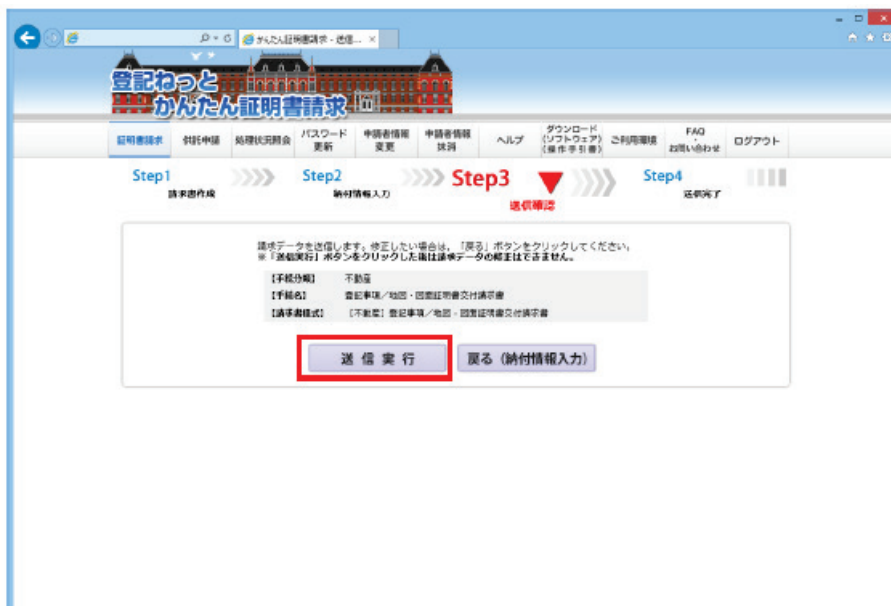 かんたん証明書請求 - 送信... ×
登記ねっと
かんたん証明書請求
証明書請求
供託申請
処理状況照会
パスワード
更新
申請者情報
変更
申請者情報
抹消
ヘルプ
ダウンロード
(ソフトウェア)
(操作手引書)
ご利用環境
FAQ
・
お問い合わせ
ログアウト
Step1
請求書作成
Step2
納付情報入力
Step3
送信確認
Step4
送信完了
請求データを送信します。修正したい場合は，「戻る」ボタンをクリックしてください。
※「送信実行」ボタンをクリックした後は請求データの修正はできません。
【手続分類】 不動産
【手続名】 登記事項／地図・図面証明書交付請求書
【請求書様式】 [不動産] 登記事項／地図・図面証明書交付請求書
送 信 実 行
戻る（納付情報入力）